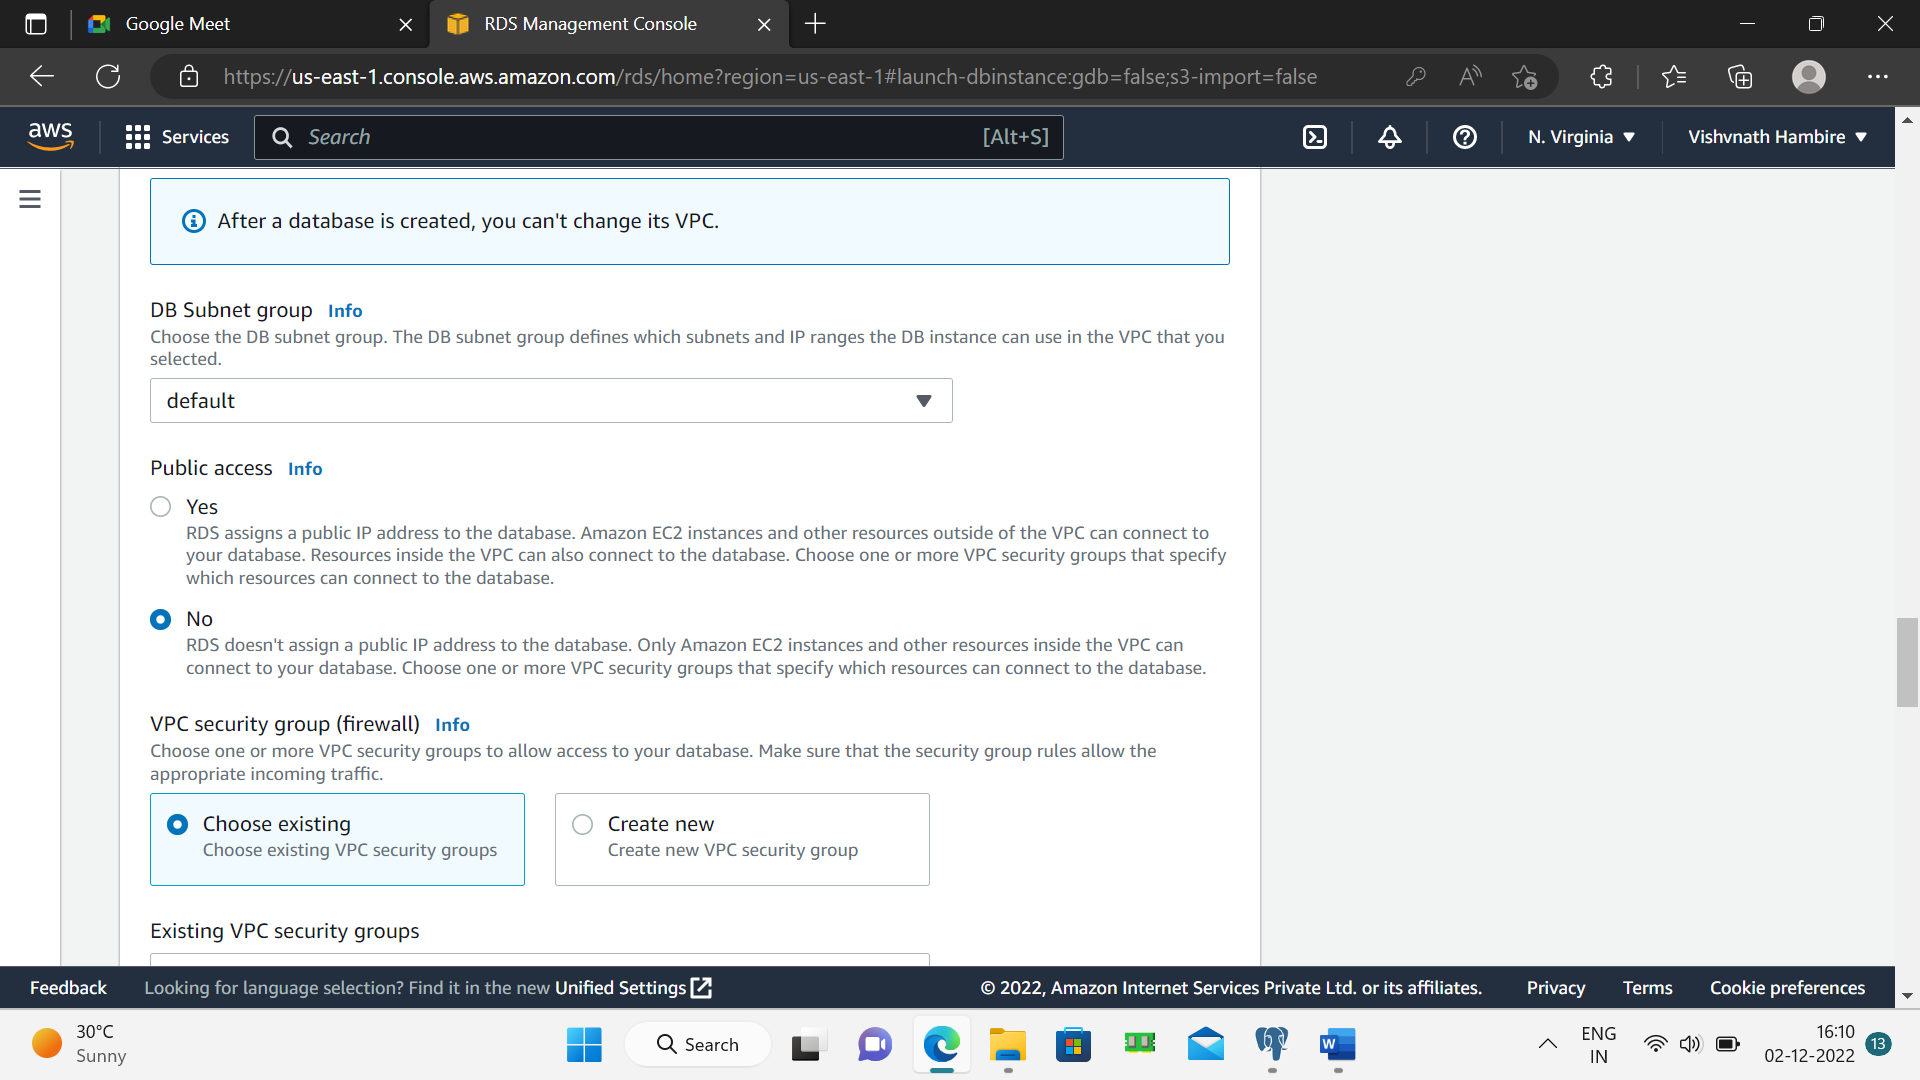 Google Meet
RDS Management Console
https://us-east-1.console.aws.amazon.com/rds/home?region=us-east-1#launch-dbinstance:gdb=false;s3-import=false
aws
Services
Search
[Alt+S]
N. Virginia
Vishvnath Hambire
After a database is created, you can't change its VPC.
DB Subnet group Info
Choose the DB subnet group. The DB subnet group defines which subnets and IP ranges the DB instance can use in the VPC that you
selected.
default
Public access Info
Yes
RDS assigns a public IP address to the database. Amazon EC2 instances and other resources outside of the VPC can connect to
your database. Resources inside the VPC can also connect to the database. Choose one or more VPC security groups that specify
which resources can connect to the database.
No
RDS doesn't assign a public IP address to the database. Only Amazon EC2 instances and other resources inside the VPC can
connect to your database. Choose one or more VPC security groups that specify which resources can connect to the database.
VPC security group (firewall) Info
Choose one or more VPC security groups to allow access to your database. Make sure that the security group rules allow the
appropriate incoming traffic.
Choose existing
Choose existing VPC security groups
Create new
Create new VPC security group
Existing VPC security groups
Feedback
Looking for language selection? Find it in the new Unified Settings
© 2022, Amazon Internet Services Private Ltd. or its affiliates.
Privacy
Terms
Cookie preferences
30°C
Sunny
Search
W
ENG
IN
16:10
02-12-2022
13